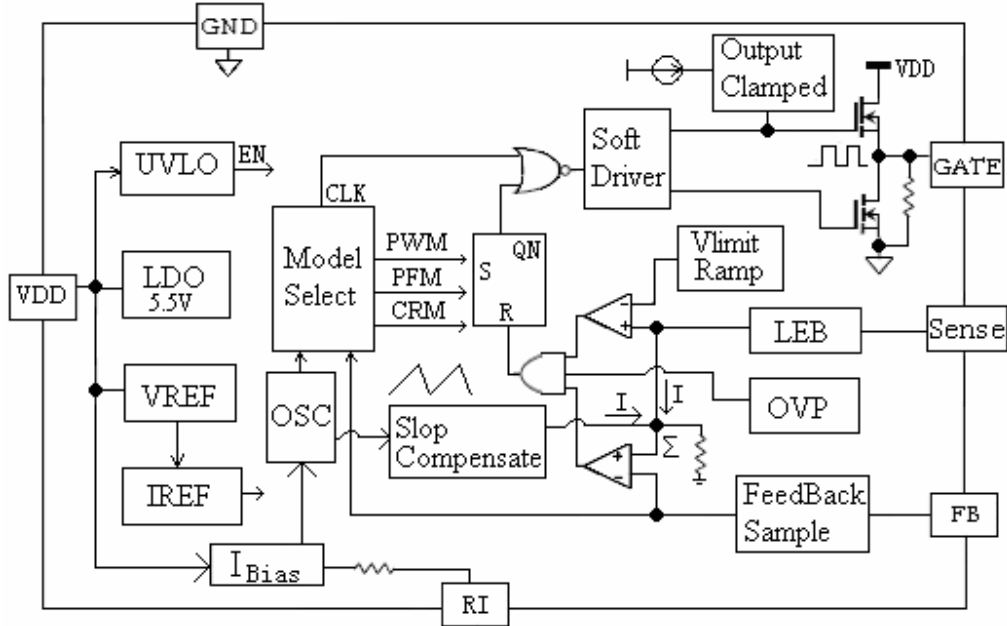 GND
Output
Clamped
VDD
Soft
Driver
UVLO
EN
GATE
CLK
Model
Select
PWM
PFM
CRM
S
QN
R
Vlimit
Ramp
VDD
LDO
5.5V
LEB
Sense
VREF
OSC
Slop
Compensate
I
I
Σ
OVP
IREF
FeedBack
Sample
FB
I Bias
RI
+
-
+
-